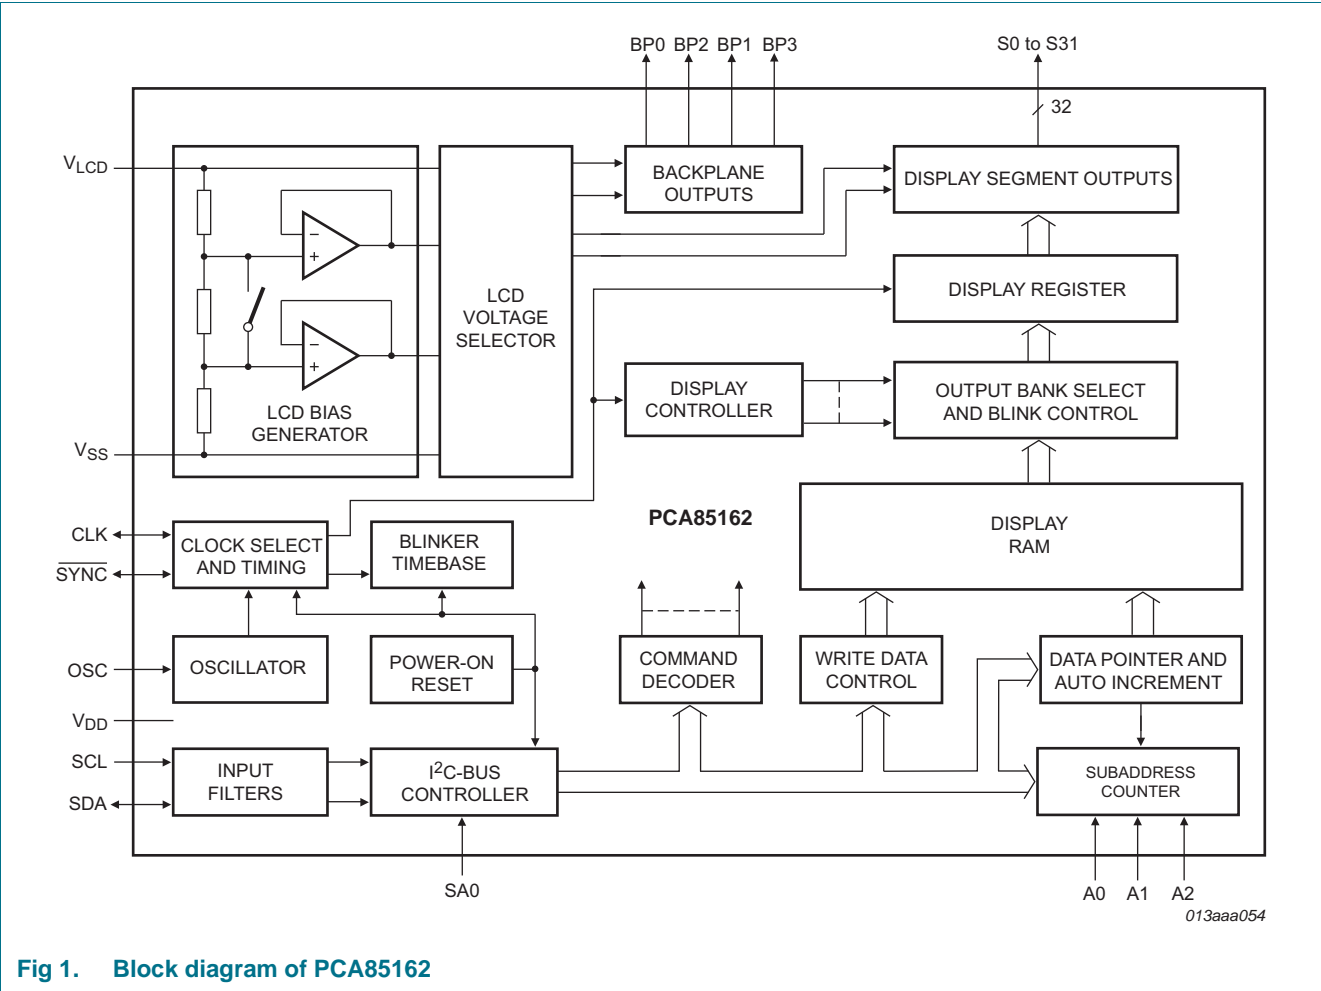 BP0 BP2 BP1 BP3
S0 to S31
32
VLCD
BACKPLANE
OUTPUTS
DISPLAY SEGMENT OUTPUTS
−
+
LCD
VOLTAGE
SELECTOR
DISPLAY REGISTER
−
+
DISPLAY
CONTROLLER
OUTPUT BANK SELECT
AND BLINK CONTROL
LCD BIAS
GENERATOR
VSS
PCA85162
DISPLAY
RAM
CLK
SYNC
CLOCK SELECT
AND TIMING
BLINKER
TIMEBASE
OSC
OSCILLATOR
POWER-ON
RESET
COMMAND
DECODER
WRITE DATA
CONTROL
DATA POINTER AND
AUTO INCREMENT
VDD
SCL
SDA
INPUT
FILTERS
I2C-BUS
CONTROLLER
SUBADDRESS
COUNTER
SA0
A0 A1 A2
013aaa054
Fig 1. Block diagram of PCA85162